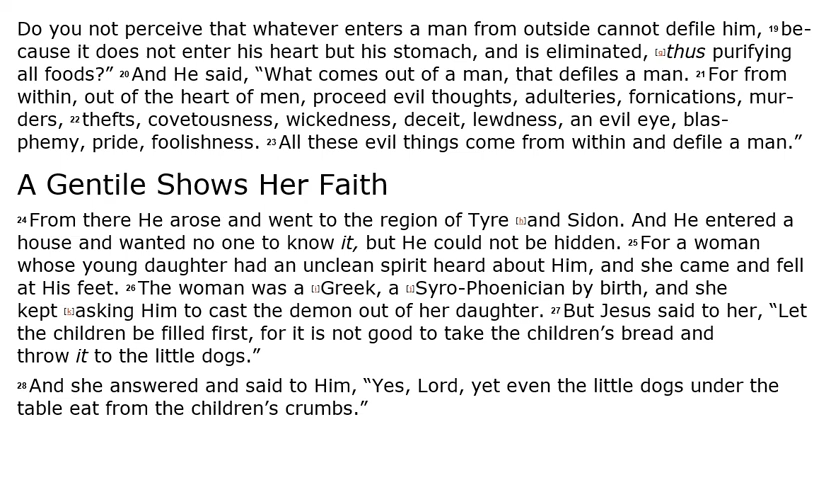 Do you not perceive that whatever enters a man from outside cannot defile him, 19 be-
cause it does not enter his heart but his stomach, and is eliminated, [g]thus purifying
all foods?” 20 And He said, “What comes out of a man, that defiles a man. 21 For from
within, out of the heart of men, proceed evil thoughts, adulteries, fornications, mur-
ders, 22 thefts, covetousness, wickedness, deceit, lewdness, an evil eye, blas-
phemy, pride, foolishness. 23 All these evil things come from within and defile a man.”
A Gentile Shows Her Faith
24 From there He arose and went to the region of Tyre [h]and Sidon. And He entered a
house and wanted no one to know it, but He could not be hidden. 25 For a woman
whose young daughter had an unclean spirit heard about Him, and she came and fell
at His feet. 26 The woman was a [i]Greek, a [j]Syro-Phoenician by birth, and she
kept [k]asking Him to cast the demon out of her daughter. 27 But Jesus said to her, “Let
the children be filled first, for it is not good to take the children’s bread and
throw it to the little dogs.”
28 And she answered and said to Him, “Yes, Lord, yet even the little dogs under the
table eat from the children’s crumbs.”